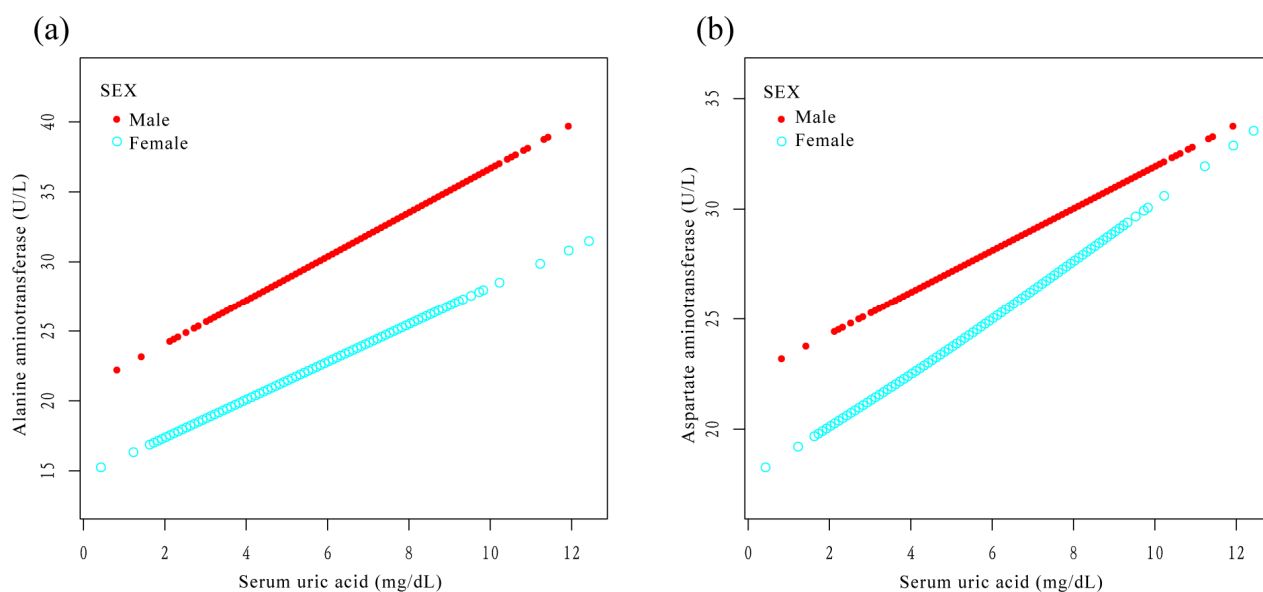 (a)
SEX
Male
Female
Alanine aminotransferase (U/L)
40
35
30
25
20
15
0 2 4 6 8 10 12
Serum uric acid (mg/dL)
(b)
SEX
Male
Female
Aspartate aminotransferase (U/L)
35
30
25
20
0 2 4 6 8 10 12
Serum uric acid (mg/dL)